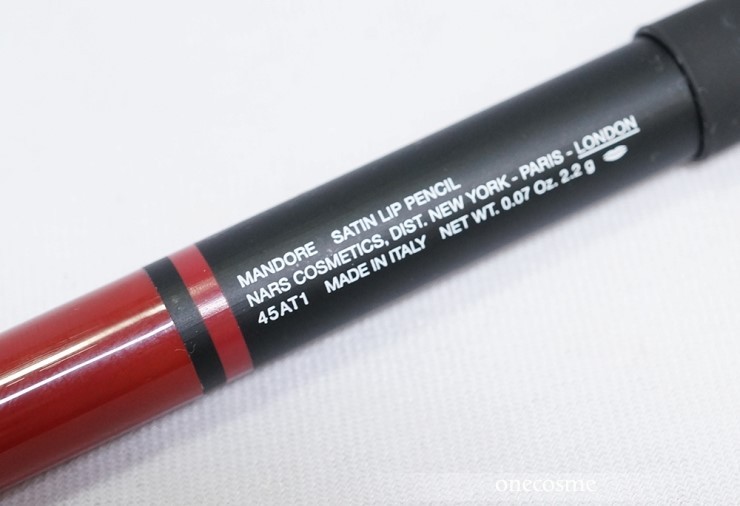 MANDORE SATIN LIP PENCIL
NARS COSMETICS, DIST. NEW YORK - PARIS - LONDON
45AT1 MADE IN ITALY NET WT. 0.07 Oz. 2.2 g
onecosme